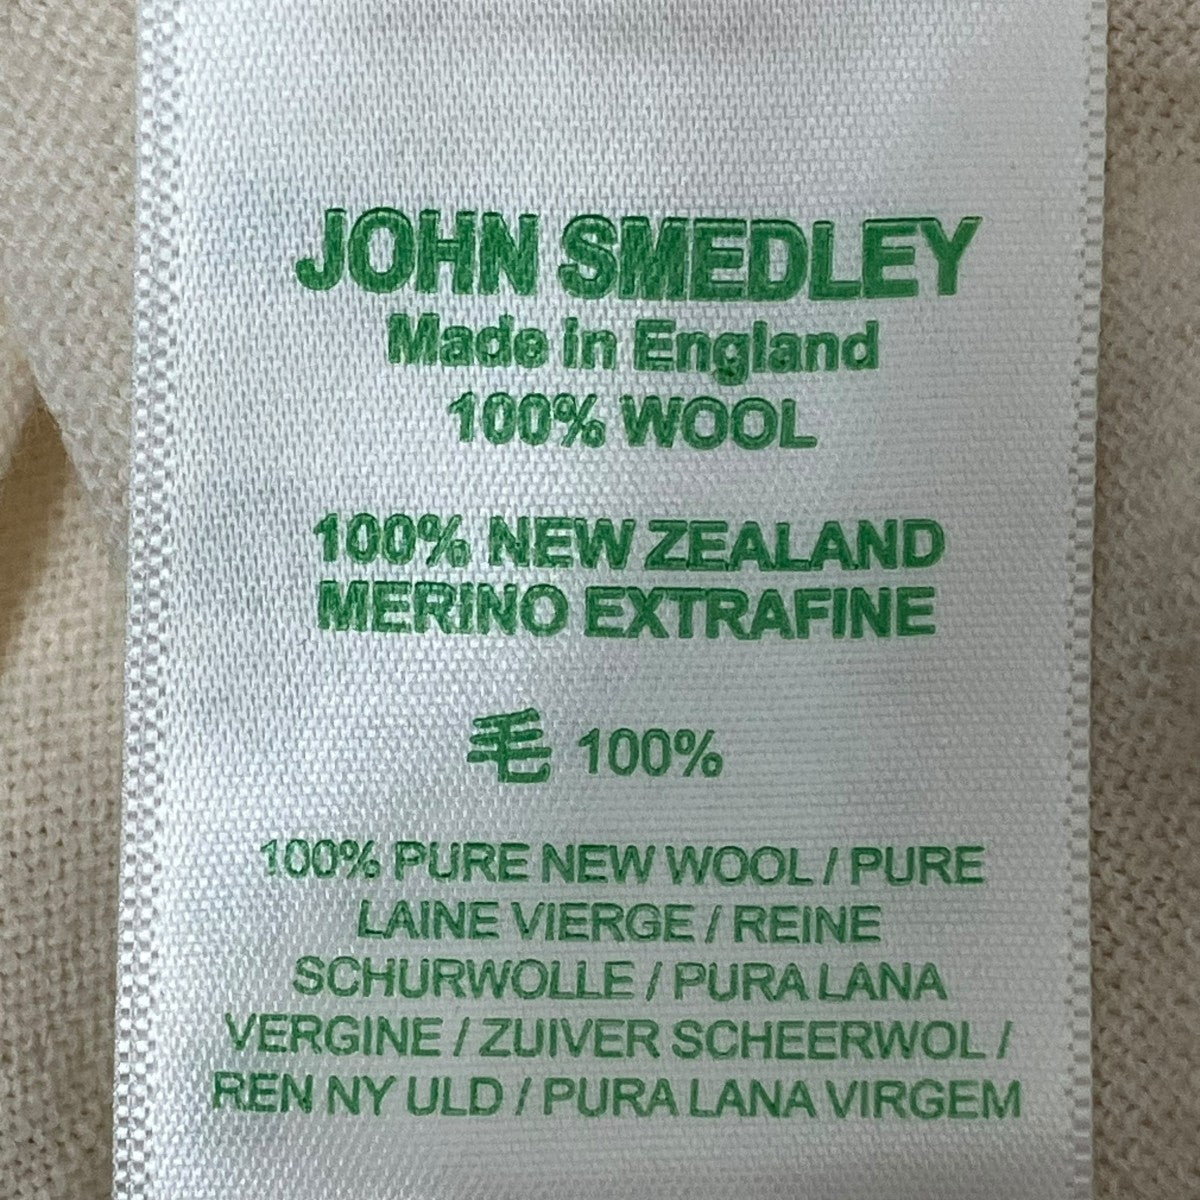 JOHN SMEDLEY
Made in England
100% WOOL
100% NEW ZEALAND
MERINO EXTRAFINE
毛 100%
100% PURE NEW WOOL / PURE
LAINE VIERGE / REINE
SCHURWOLLE / PURA LANA
VERGINE / ZUIVER SCHEERWOL /
REN NY ULD / PURA LANA VIRGEM